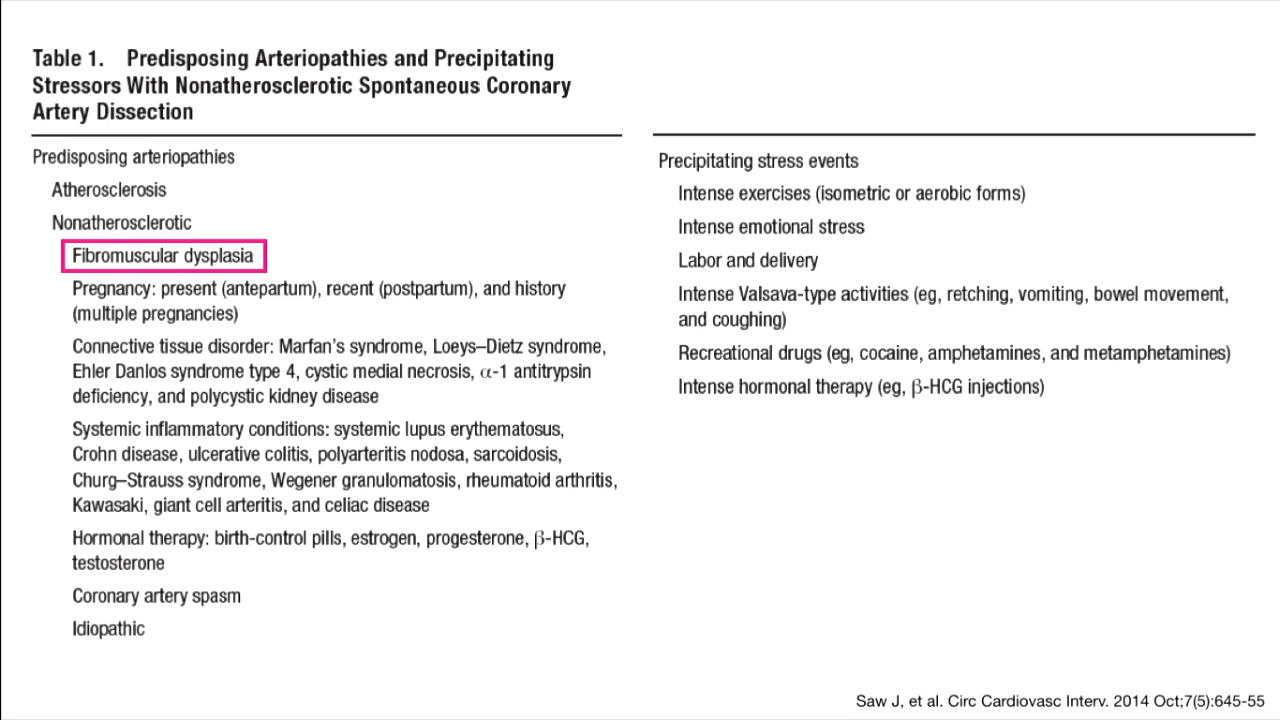 Table 1. Predisposing Arteriopathies and Precipitating
Stressors With Nonatherosclerotic Spontaneous Coronary
Artery Dissection
Predisposing arteriopathies
Atherosclerosis
Nonatherosclerotic
Fibromuscular dysplasia
Pregnancy: present (antepartum), recent (postpartum), and history
(multiple pregnancies)
Connective tissue disorder: Marfan's syndrome, Loeys–Dietz syndrome,
Ehler Danlos syndrome type 4, cystic medial necrosis, α-1 antitrypsin
deficiency, and polycystic kidney disease
Systemic inflammatory conditions: systemic lupus erythematosus,
Crohn disease, ulcerative colitis, polyarteritis nodosa, sarcoidosis,
Churg–Strauss syndrome, Wegener granulomatosis, rheumatoid arthritis,
Kawasaki, giant cell arteritis, and celiac disease
Hormonal therapy: birth-control pills, estrogen, progesterone, β-HCG,
testosterone
Coronary artery spasm
Idiopathic
Precipitating stress events
Intense exercises (isometric or aerobic forms)
Intense emotional stress
Labor and delivery
Intense Valsava-type activities (eg, retching, vomiting, bowel movement,
and coughing)
Recreational drugs (eg, cocaine, amphetamines, and metamphetamines)
Intense hormonal therapy (eg, β-HCG injections)
Saw J, et al. Circ Cardiovasc Interv. 2014 Oct;7(5):645-55